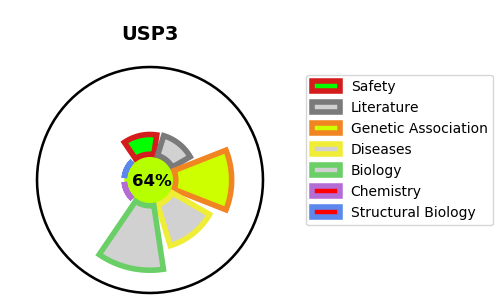 USP3
64%
Safety
Literature
Genetic Association
Diseases
Biology
Chemistry
Structural Biology